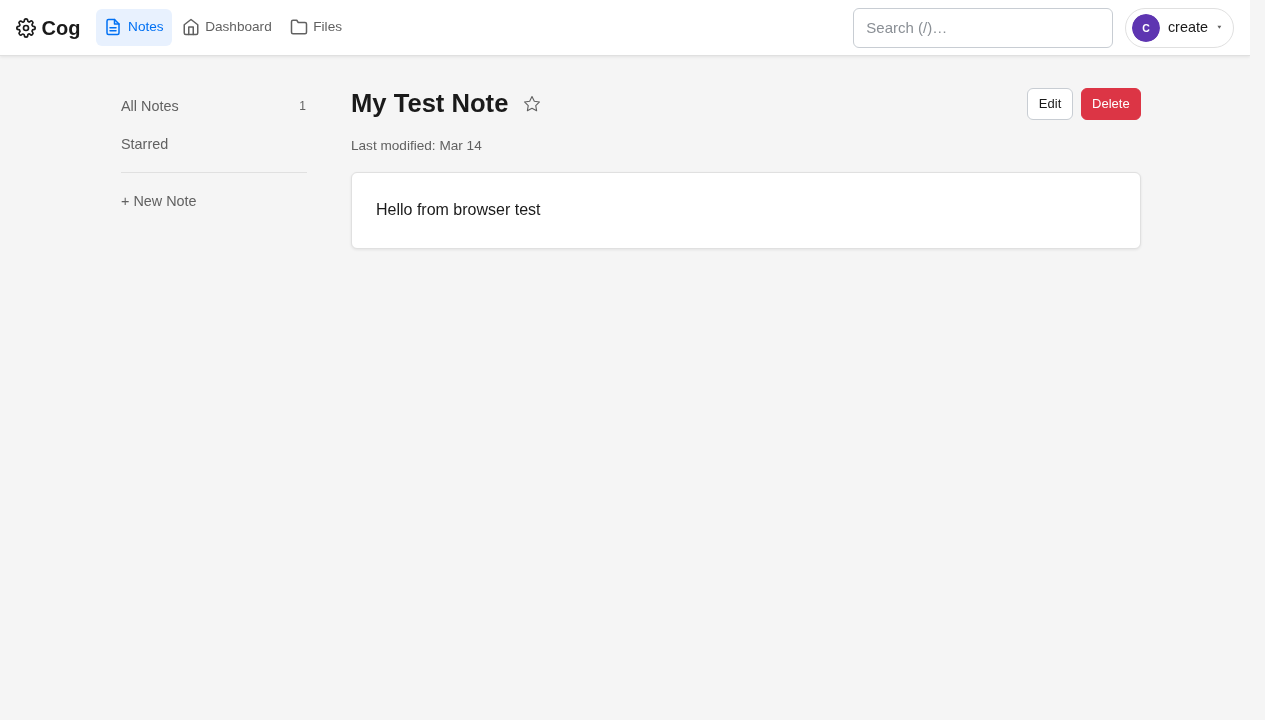 Cog
Notes
Dashboard
Files
Search (/)…
C
create
All Notes 1
Starred
+ New Note
My Test Note
Edit
Delete
Last modified: Mar 14
Hello from browser test